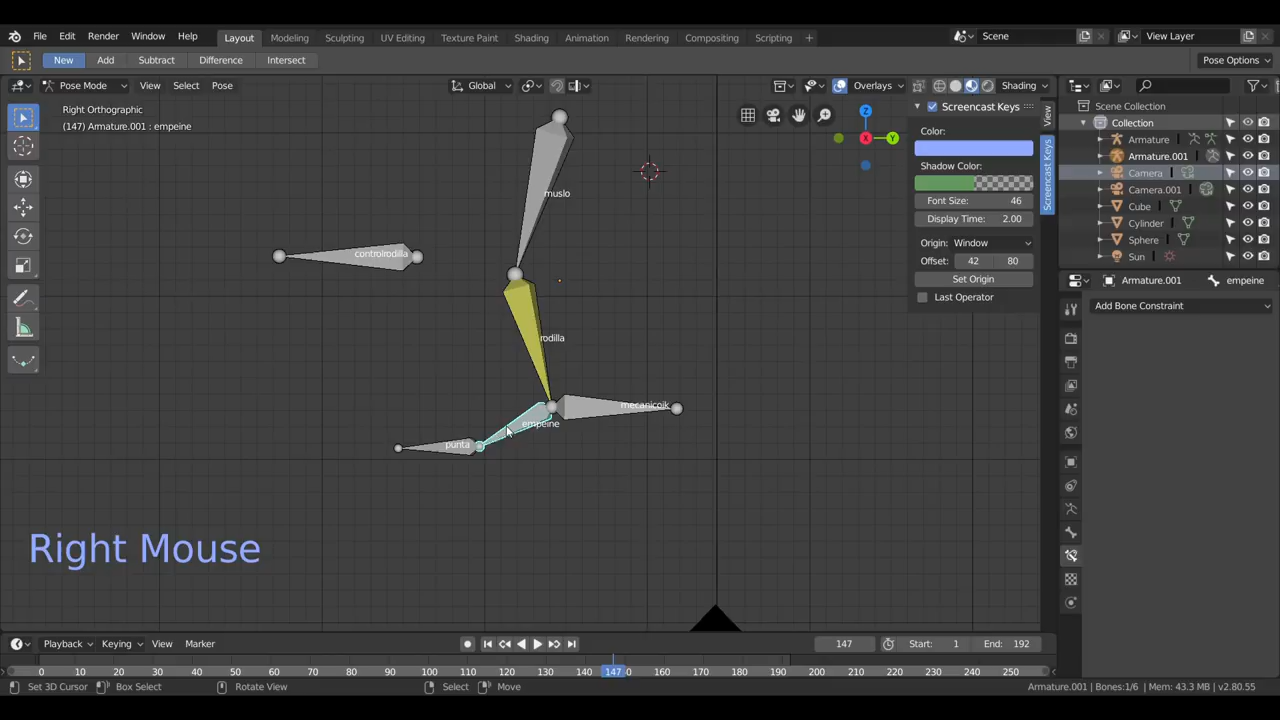 File Edit Render Window Help Layout Modeling Sculpting UV Editing Texture Paint Shading Animation Rendering Compositing Scripting + Scene View Layer
New Add Subtract Difference Intersect Pose Options
Pose Mode View Select Pose Global Overlays Shading
Right Orthographic
(147) Armature.001 : empeine
muslo
controlrodilla
rodilla
mecanicoik
empeine
punta
Right Mouse
Screencast Keys
Color:
Shadow Color:
Font Size: 46
Display Time: 2.00
Origin: Window
Offset: 42 80
Set Origin
Last Operator
View
Screencast Keys
Scene Collection
Collection
Armature
Armature.001
Camera
Camera.001
Cube
Cylinder
Sphere
Sun
Armature.001 empeine
Add Bone Constraint
Playback Keying View Marker 147 Start: 1 End: 192
0 10 20 30 40 50 60 70 80 90 100 110 120 130 140 147 160 170 180 190 200 210 220 230 240 250
Set 3D Cursor Box Select Rotate View Select Move Armature.001 | Bones:1/6 | Mem: 43.3 MB | v2.80.55